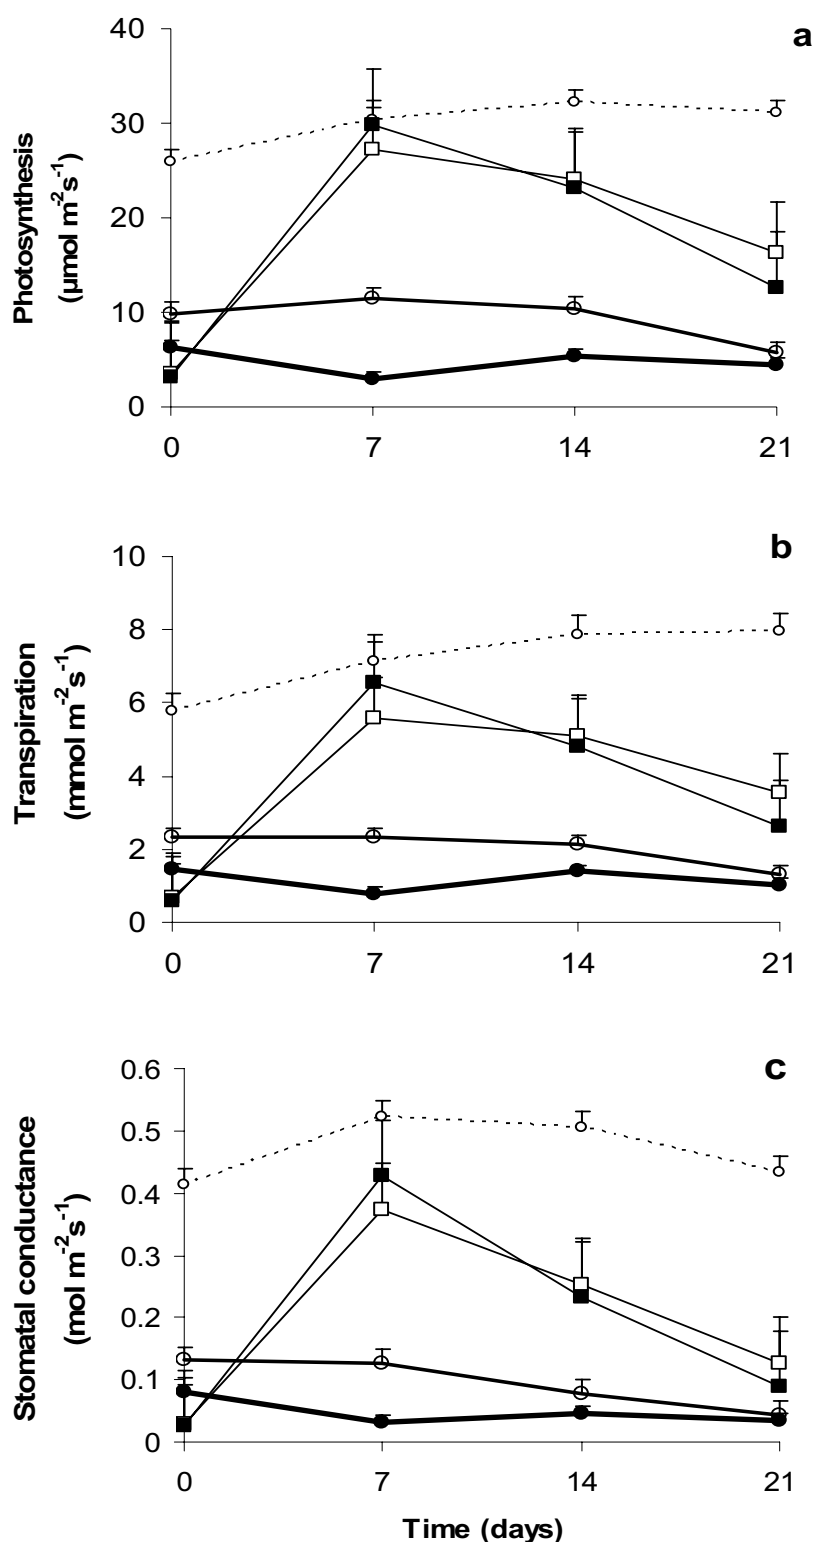 a
40
30
20
10
0
Photosynthesis
(µmol m-2s-1)
0 7 14 21
b
10
8
6
4
2
0
Transpiration
(mmol m-2s-1)
0 7 14 21
c
0.6
0.5
0.4
0.3
0.2
0.1
0
Stomatal conductance
(mol m-2s-1)
0 7 14 21
Time (days)